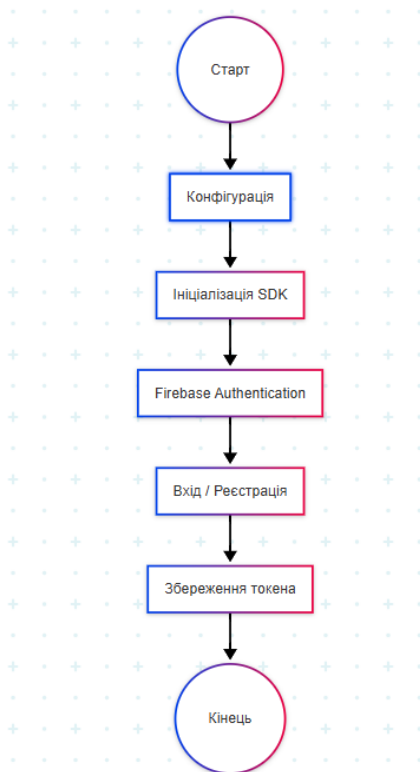 Старт
Конфігурація
Ініціалізація SDK
Firebase Authentication
Вхід / Реєстрація
Збереження токена
Кінець